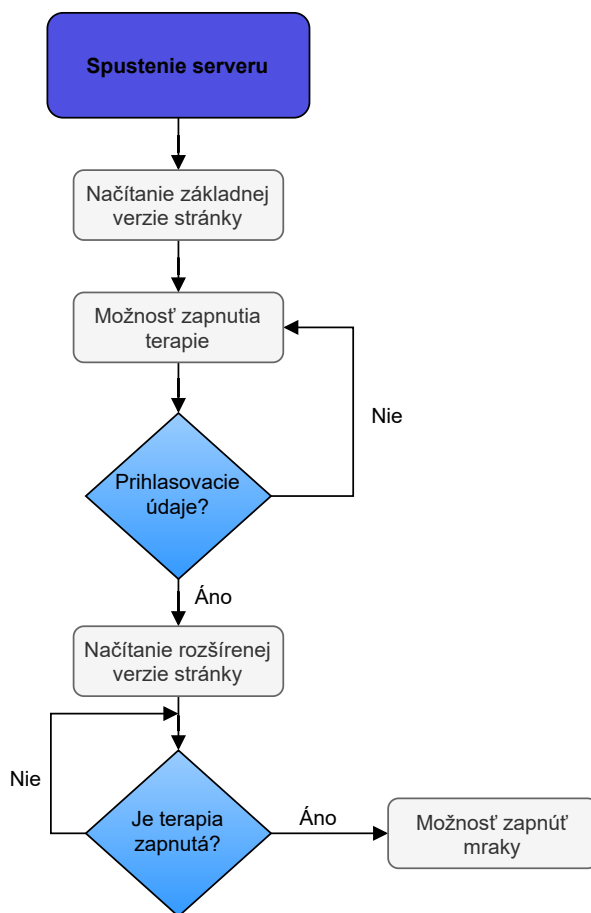 Spustenie serveru
Načítanie základnej
verzie stránky
Možnosť zapnutia
terapie
Nie
Prihlasovacie
údaje?
Áno
Načítanie rozšírenej
verzie stránky
Nie
Je terapia
zapnutá?
Áno
Možnosť zapnúť
mraky